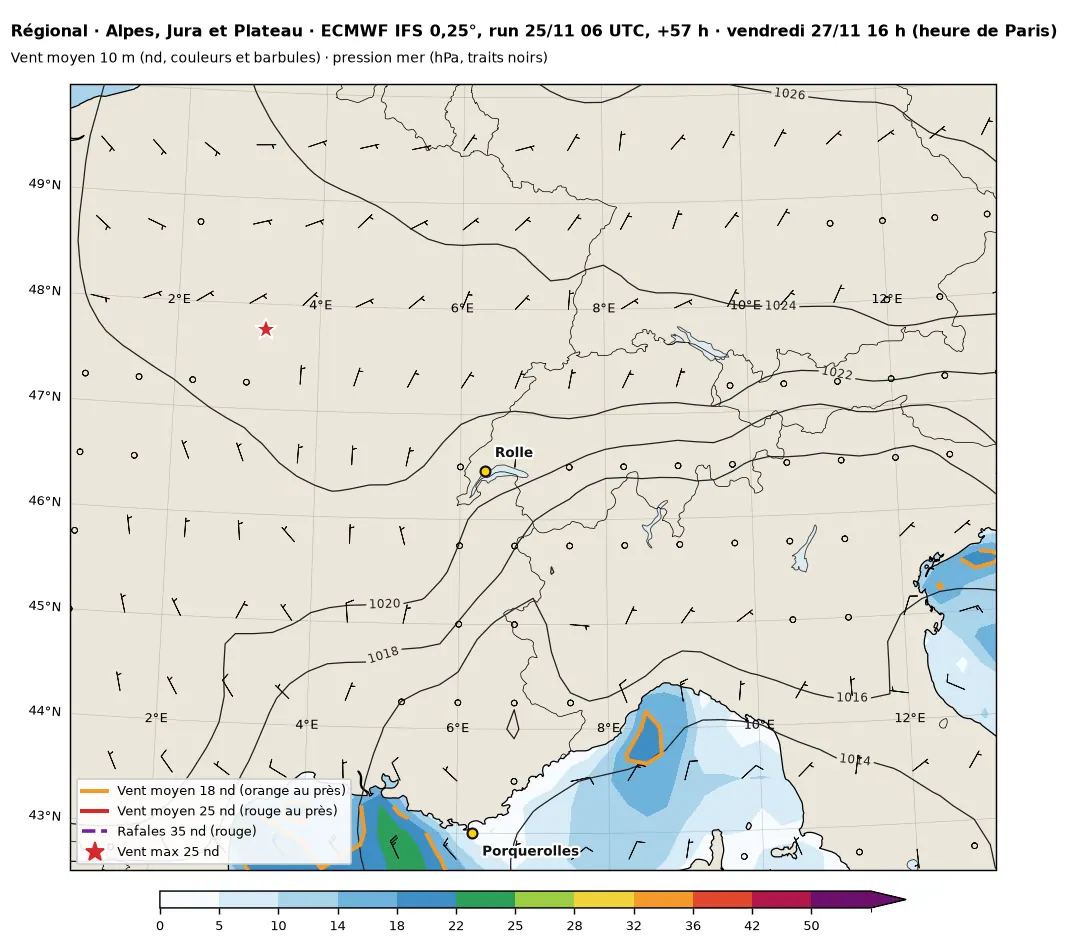 Régional · Alpes, Jura et Plateau · ECMWF IFS 0,25°, run 25/11 06 UTC, +57 h · vendredi 27/11 16 h (heure de Paris)
Vent moyen 10 m (nd, couleurs et barbules) · pression mer (hPa, traits noirs)
1026
49°N
48°N
2°E 4°E 6°E 8°E 10°E 1024 12°E
1022
47°N
Rolle
46°N
45°N
1020
1018
1016
44°N
2°E 4°E 6°E 8°E 10°E 12°E
1014
43°N
Vent moyen 18 nd (orange au près)
Vent moyen 25 nd (rouge au près)
Rafales 35 nd (rouge)
Vent max 25 nd
Porquerolles
0 5 10 14 18 22 25 28 32 36 42 50